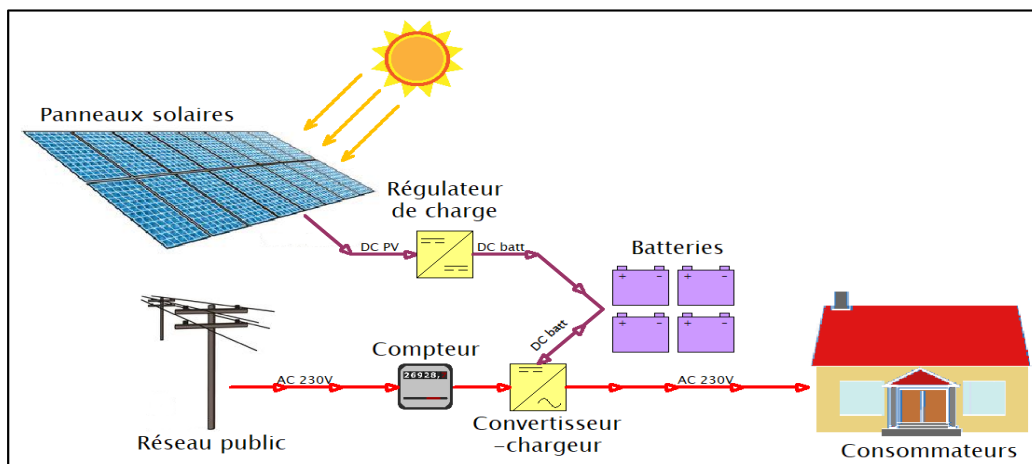 Panneaux solaires
Régulateur
de charge
DC PV
DC batt
Batteries
+ -
+ -
+ -
+ -
DC batt
Compteur
AC 230V
AC 230V
Réseau public
Convertisseur
-chargeur
Consommateurs